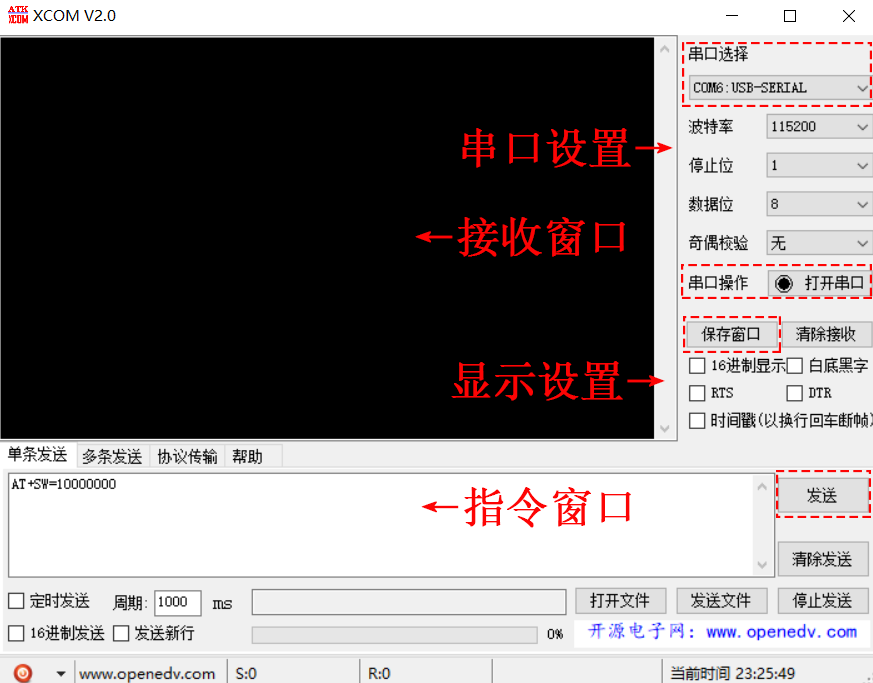 ATK
XCOM
XCOM V2.0
串口选择
COM6:USB-SERIAL
串口设置
波特率 115200
停止位 1
数据位 8
接收窗口
奇偶校验 无
串口操作 打开串口
保存窗口 清除接收
显示设置
16进制显示 白底黑字
RTS DTR
时间戳(以换行回车断帧)
单条发送 多条发送 协议传输 帮助
AT+SW=10000000
指令窗口
发送
清除发送
定时发送 周期: 1000 ms
打开文件 发送文件 停止发送
16进制发送 发送新行
0%
开源电子网: www.openedv.com
www.openedv.com S:0 R:0 当前时间 23:25:49